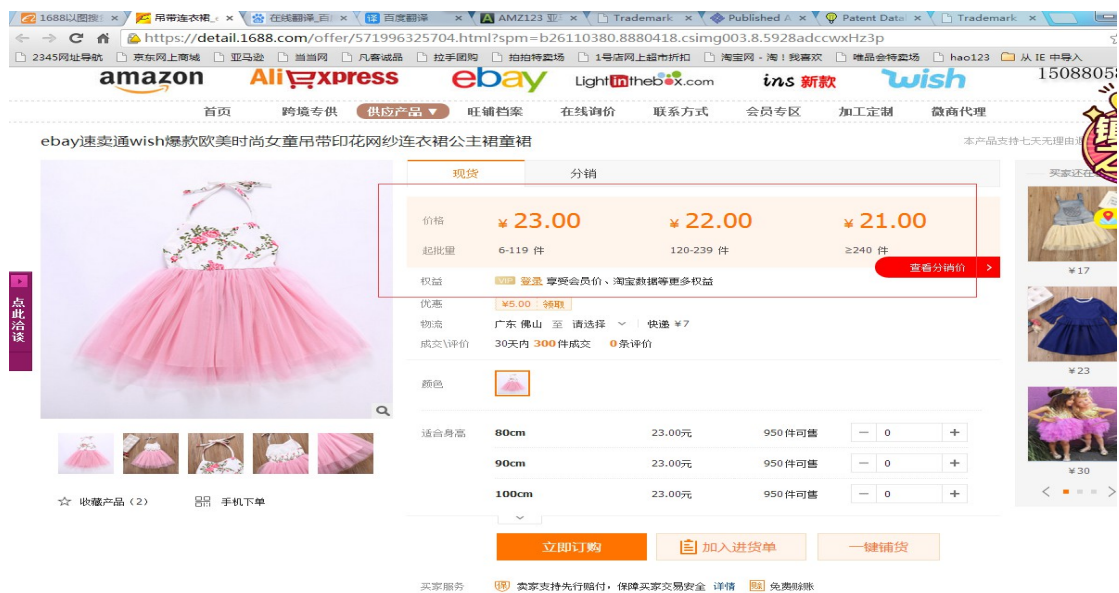 1688以图搜
吊带连衣裙
在线翻译_百
百度翻译
AMZ123 亚
Trademark
Published A
Patent Data
Trademark
https://detail.1688.com/offer/571996325704.html?spm=b26110380.8880418.csimg003.8.5928adccwxHz3p
2345网址导航 京东网上商城 亚马逊 当当网 凡客诚品 拉手团购 拍拍特卖场 1号店网上超市折扣 淘宝网 - 淘！我喜欢 唯品会特卖场 hao123 从 IE 中导入
amazon AliExpress ebay Lightinthebox.com ins 新款 wish 15088058
首页 跨境专供 供应产品 旺铺档案 在线询价 联系方式 会员专区 加工定制 微商代理
ebay速卖通wish爆款欧美时尚女童吊带印花网纱连衣裙公主裙童裙
本产品支持七天无理由
现货 分销
价格 ¥ 23.00 ¥ 22.00 ¥ 21.00
起批量 6-119 件 120-239 件 ≥240 件
查看分销价 >
权益 VIP 登录 享受会员价、淘宝数据等更多权益
优惠 ¥5.00 领取
物流 广东 佛山 至 请选择 快递 ¥7
成交\评价 30天内 300 件成交 0 条评价
颜色
适合身高 80cm 23.00元 950 件可售 — 0 +
90cm 23.00元 950 件可售 — 0 +
100cm 23.00元 950 件可售 — 0 +
收藏产品（2） 手机下单
立即订购 加入进货单 一键铺货
买家服务 保 卖家支持先行赔付，保障买家交易安全 详情 赊 免费赊账
点此洽谈
买家还在
¥17
¥23
¥30